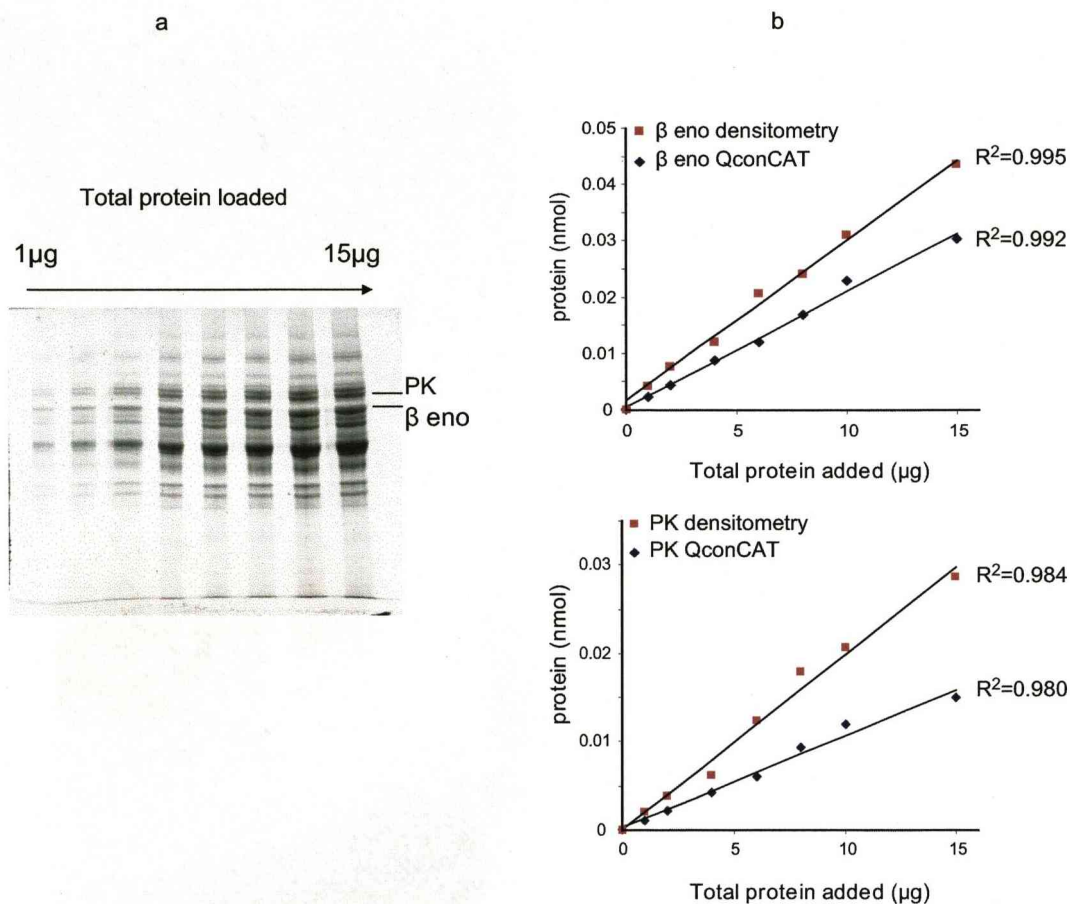 a
Total protein loaded
1µg
15µg
PK
β eno
b
β eno densitometry
β eno QconCAT
0.05
0.04
0.03
0.02
0.01
0
protein (nmol)
R²=0.995
R²=0.992
0
5
10
15
Total protein added (µg)
PK densitometry
PK QconCAT
0.03
0.02
0.01
0
protein (nmol)
R²=0.984
R²=0.980
0
5
10
15
Total protein added (µg)